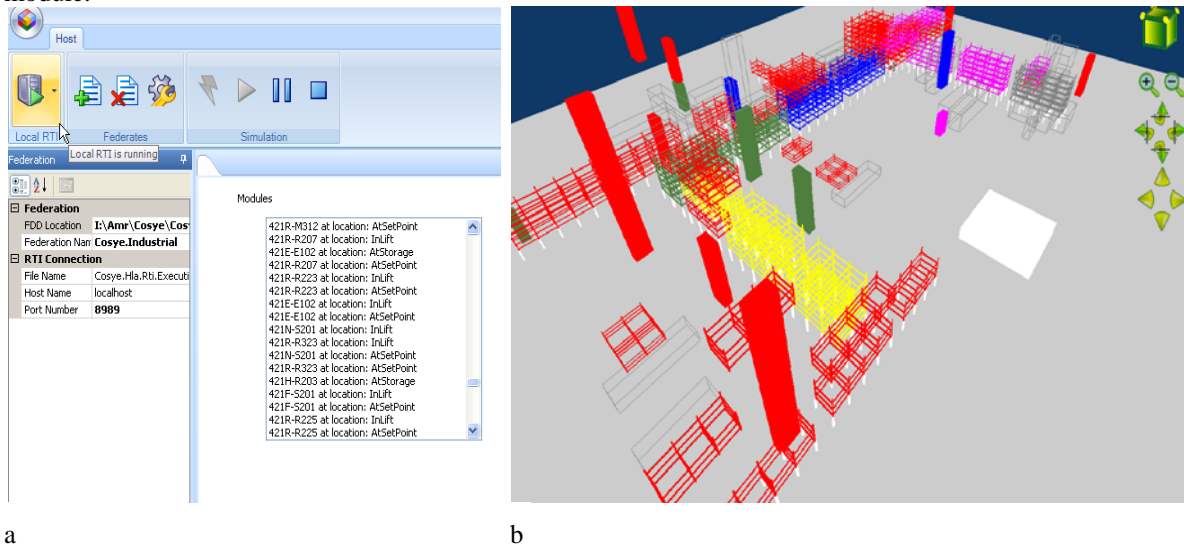 module.
Host
Local RTI
Federates
Simulation
Local RTI is running
Federation
Federation
FDD Location I:\Amr\Cosye\Cos
Federation Nan Cosye.Industrial
RTI Connection
File Name Cosye.Hla.Rti.Executi
Host Name localhost
Port Number 8989
Modules
421R-M312 at location: AtSetPoint
421R-R207 at location: InLift
421E-E102 at location: AtStorage
421R-R207 at location: AtSetPoint
421R-R223 at location: InLift
421R-R223 at location: AtSetPoint
421E-E102 at location: InLift
421E-E102 at location: AtSetPoint
421N-S201 at location: InLift
421R-R323 at location: InLift
421N-S201 at location: AtSetPoint
421R-R323 at location: AtSetPoint
421H-R203 at location: AtStorage
421F-S201 at location: InLift
421F-S201 at location: AtSetPoint
421R-R225 at location: InLift
421R-R225 at location: AtSetPoint
a
b